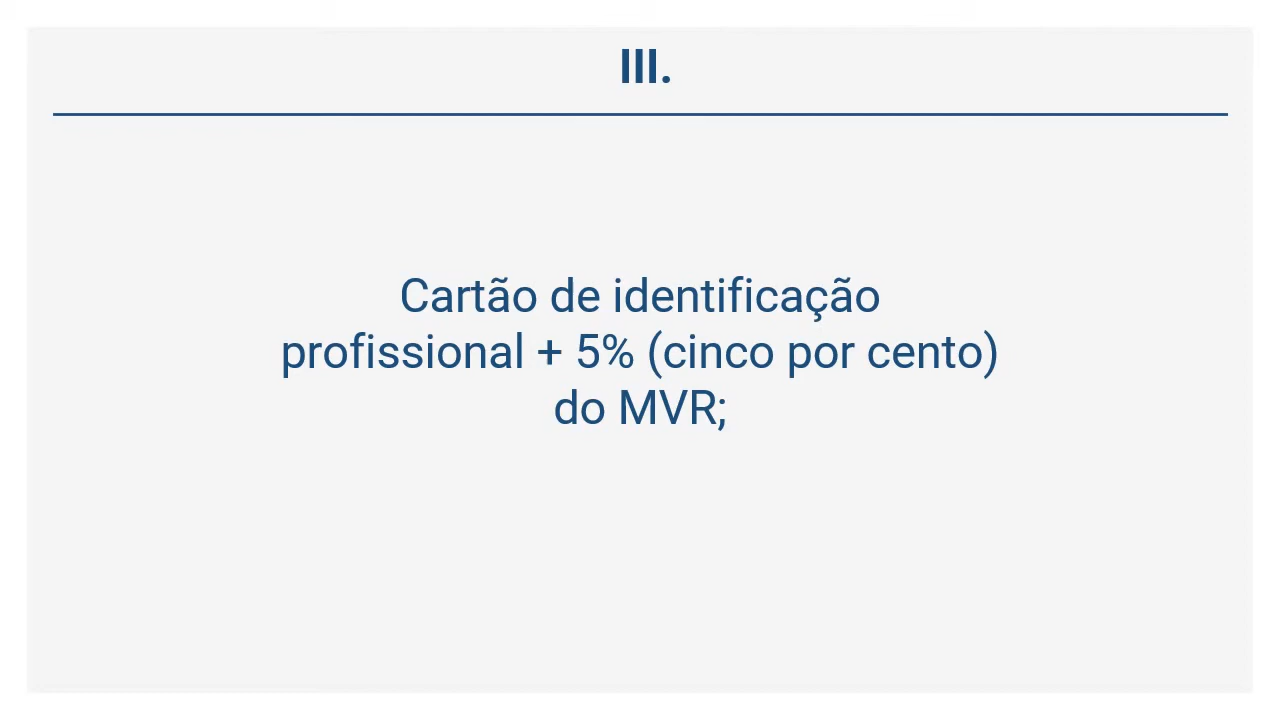 III.
Cartão de identificação
profissional + 5% (cinco por cento)
do MVR;